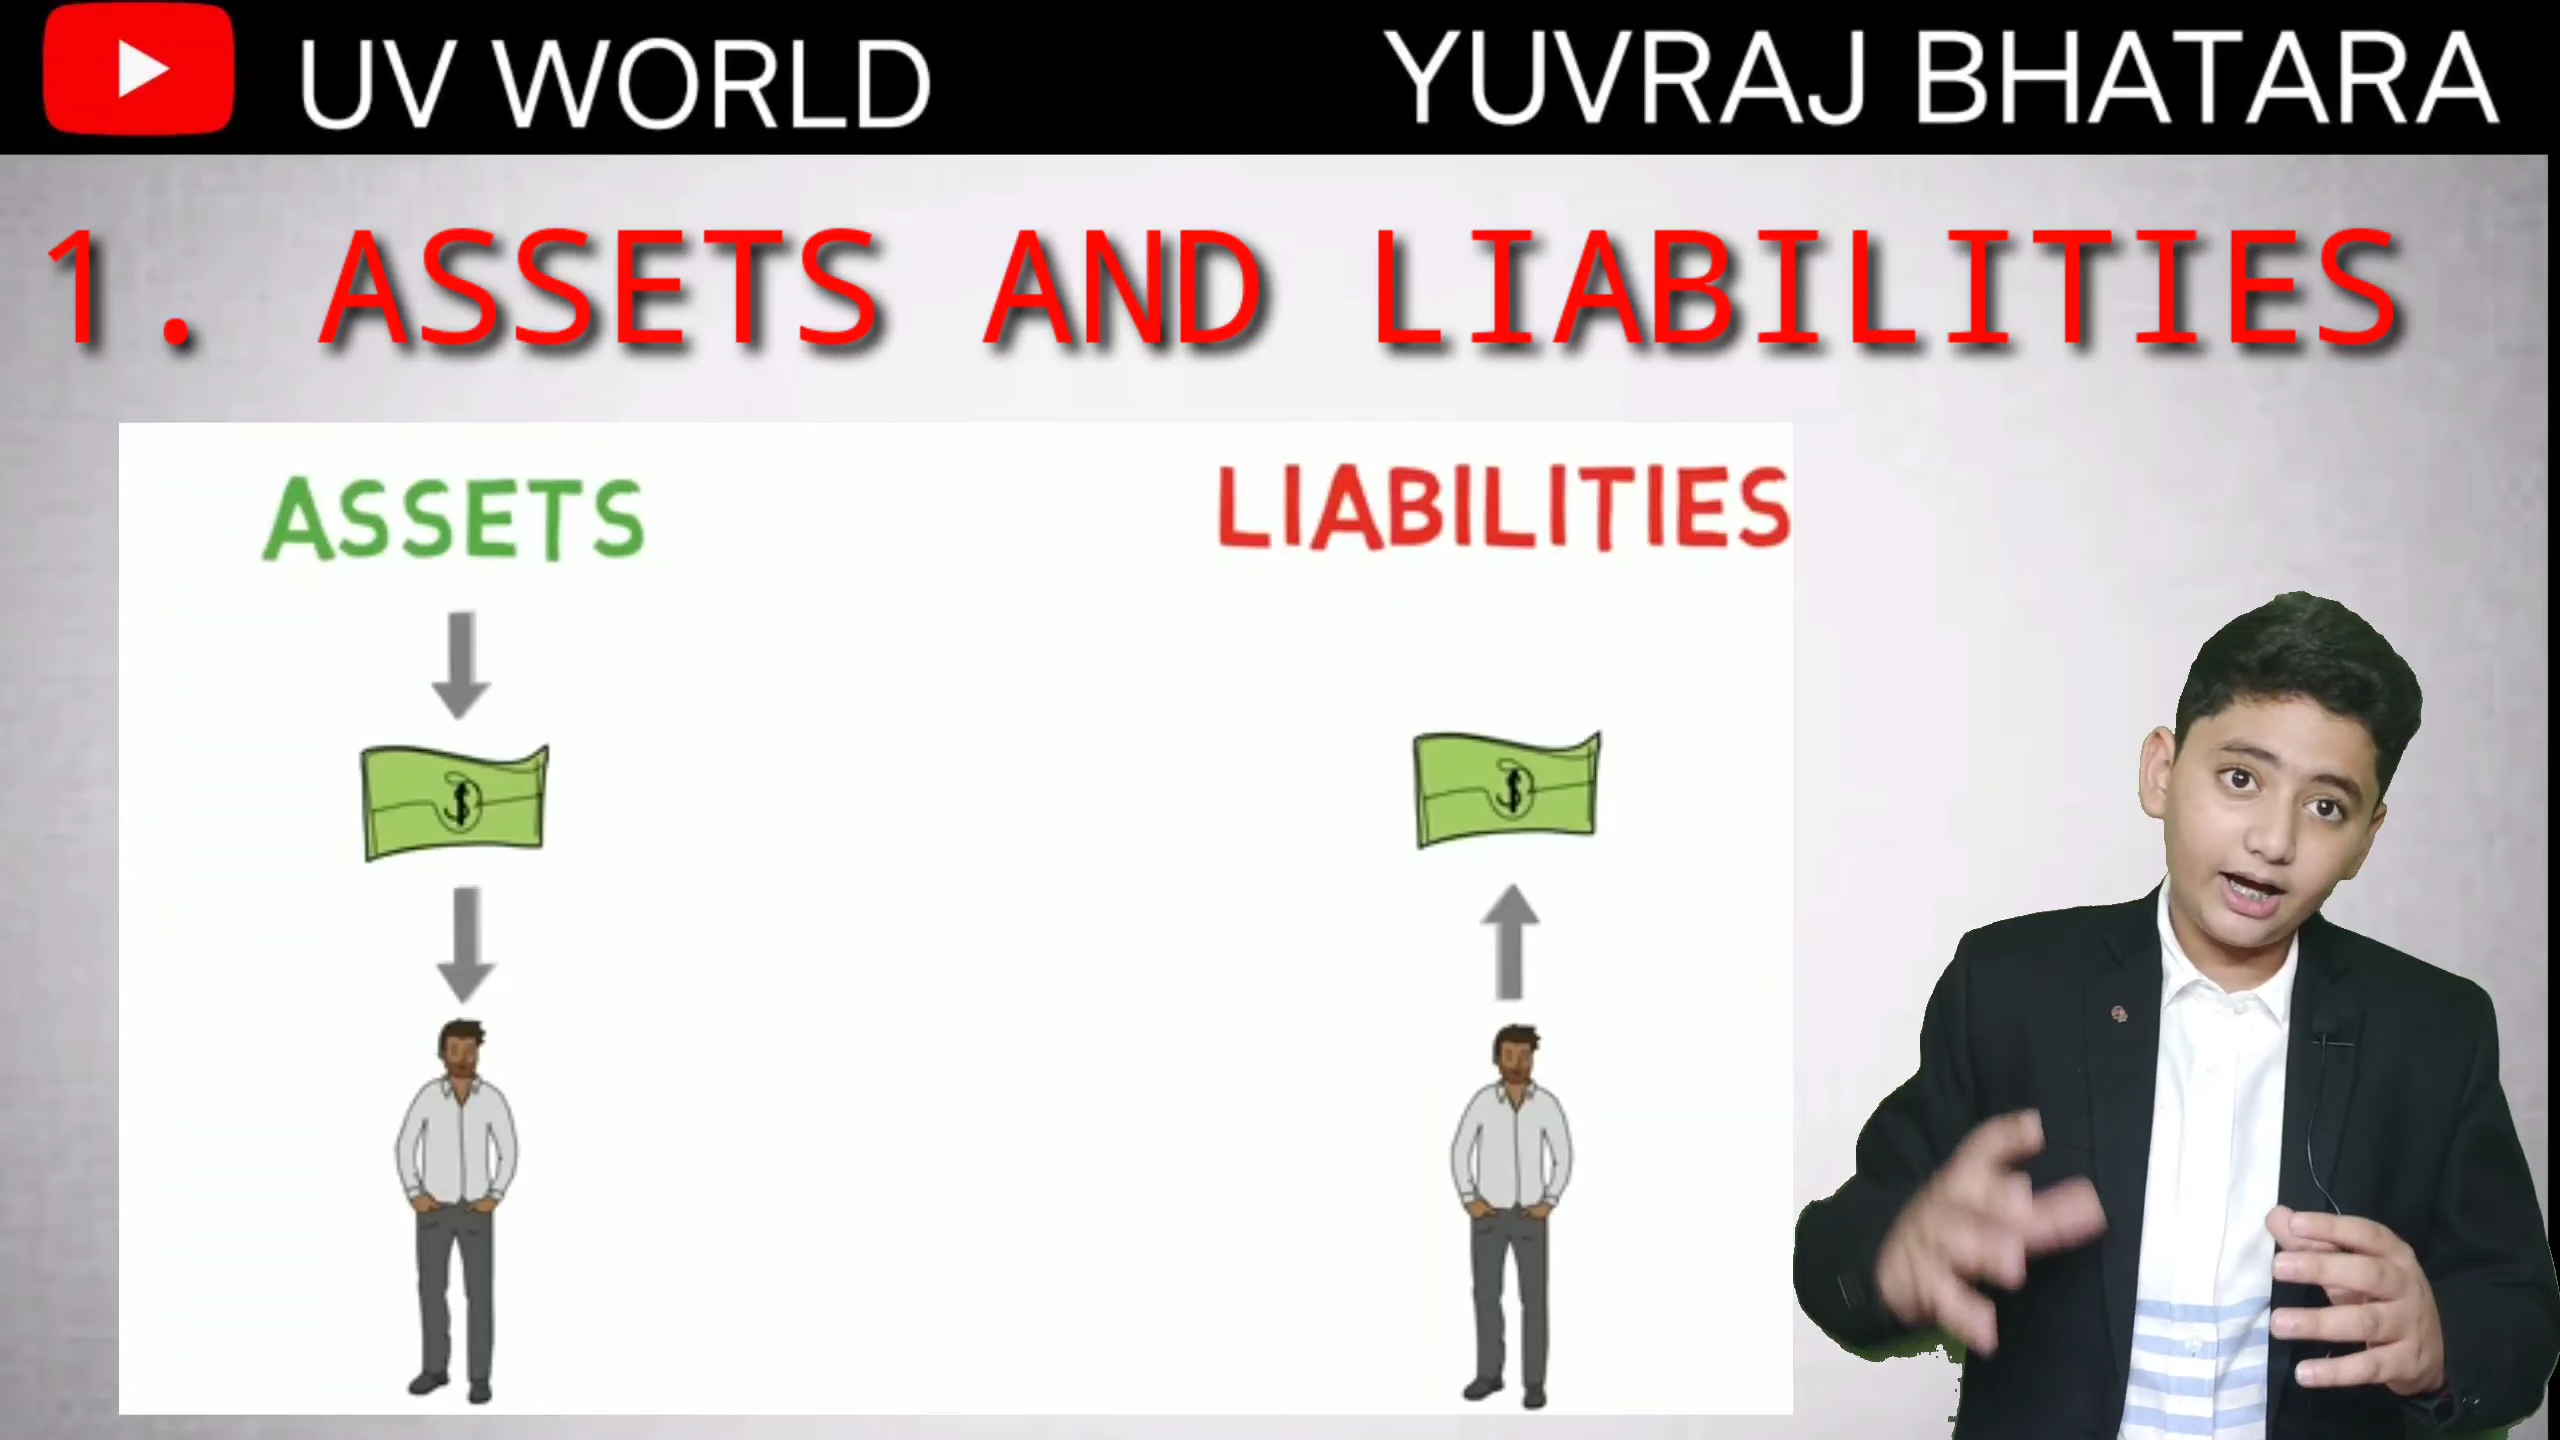 UV WORLD
YUVRAJ BHATARA
1. ASSETS AND LIABILITIES
ASSETS
LIABILITIES
$
$